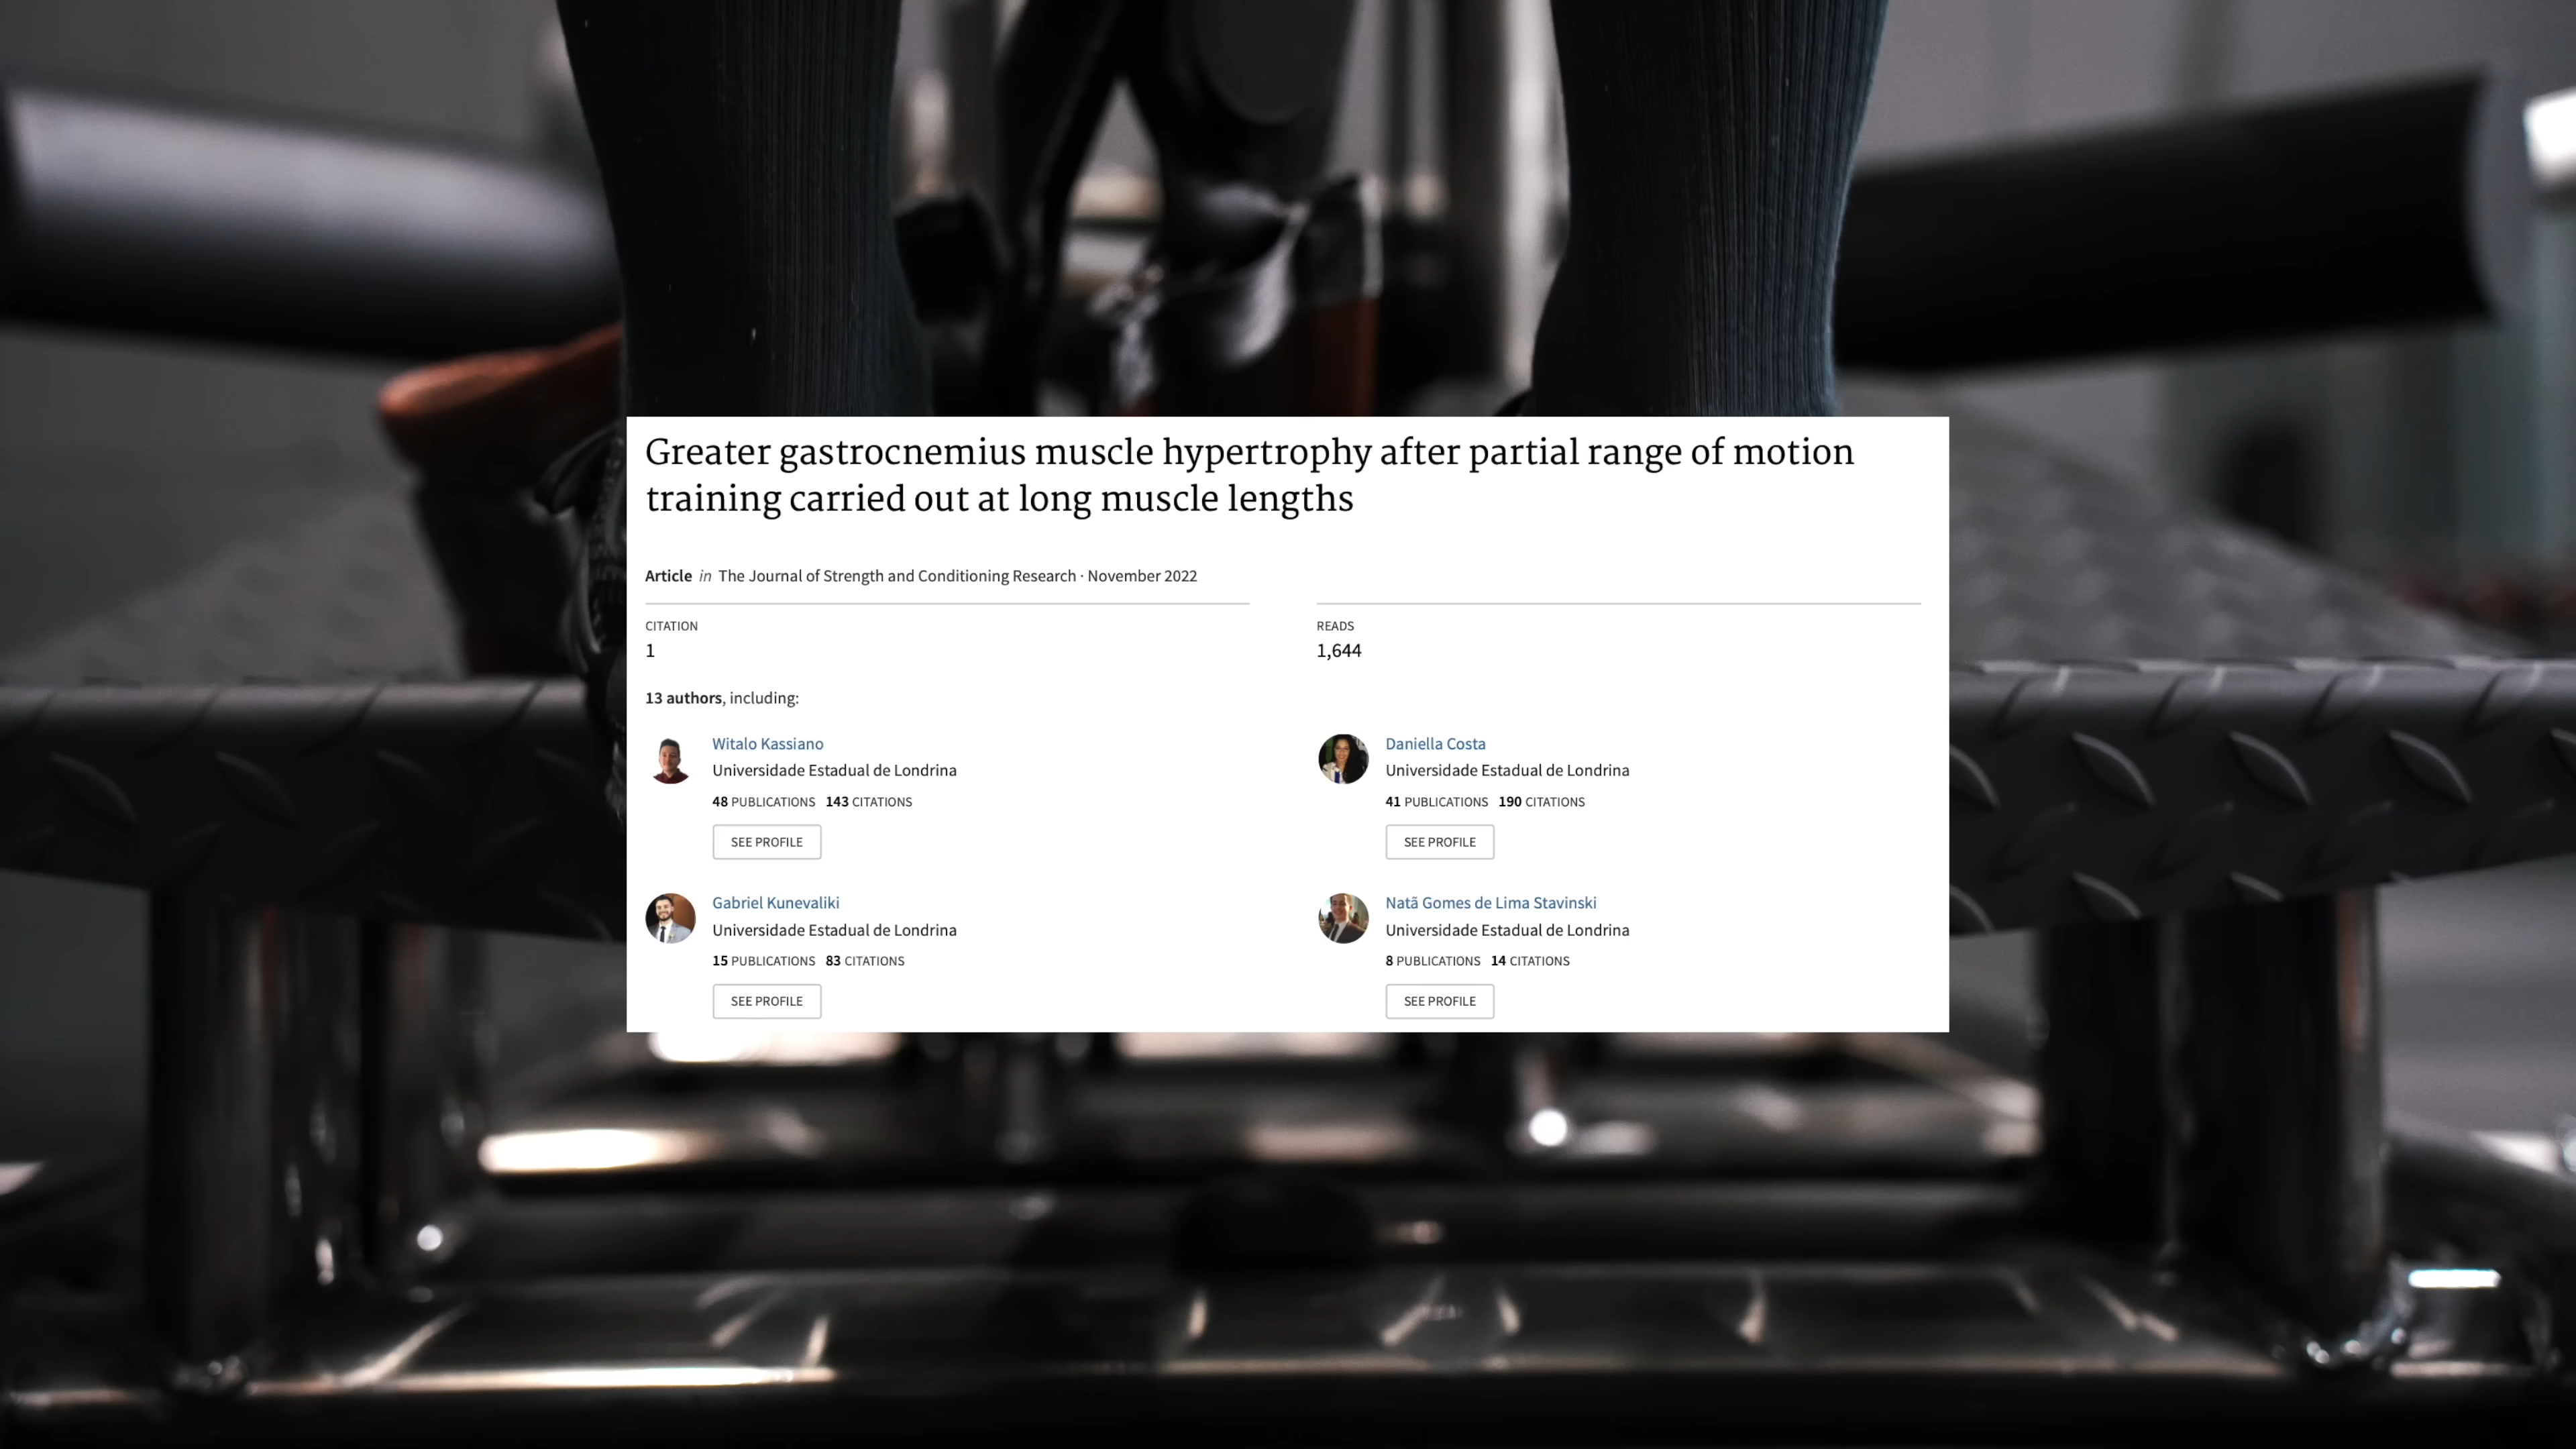 Greater gastrocnemius muscle hypertrophy after partial range of motion
training carried out at long muscle lengths
Article in The Journal of Strength and Conditioning Research · November 2022
CITATION
1
READS
1,644
13 authors, including:
Witalo Kassiano
Universidade Estadual de Londrina
48 PUBLICATIONS 143 CITATIONS
SEE PROFILE
Daniella Costa
Universidade Estadual de Londrina
41 PUBLICATIONS 190 CITATIONS
SEE PROFILE
Gabriel Kunevaliki
Universidade Estadual de Londrina
15 PUBLICATIONS 83 CITATIONS
SEE PROFILE
Natã Gomes de Lima Stavinski
Universidade Estadual de Londrina
8 PUBLICATIONS 14 CITATIONS
SEE PROFILE